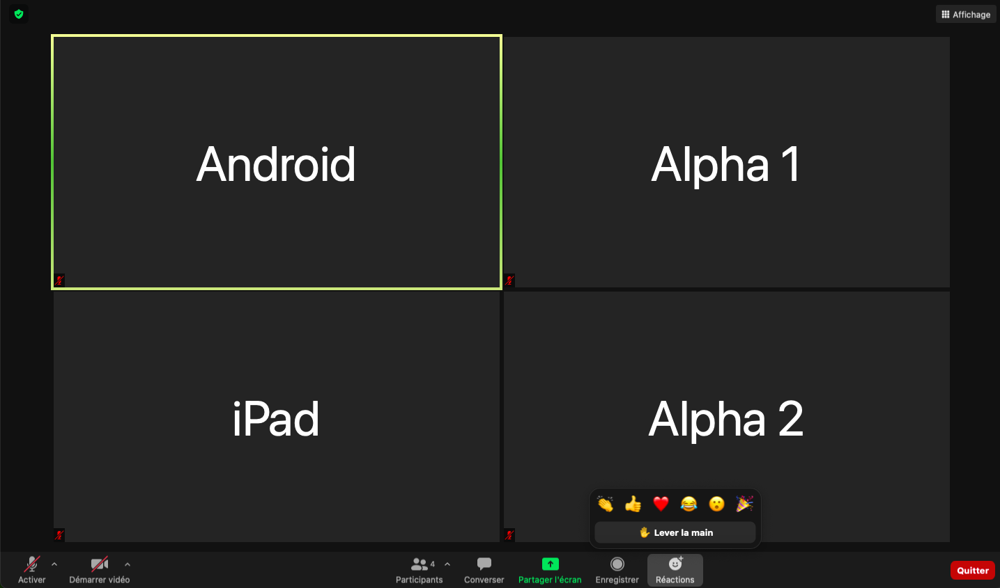 Affichage
Android
Alpha 1
iPad
Alpha 2
Lever la main
Activer
Démarrer vidéo
4
Participants
Converser
Partager l'écran
Enregistrer
Réactions
Quitter